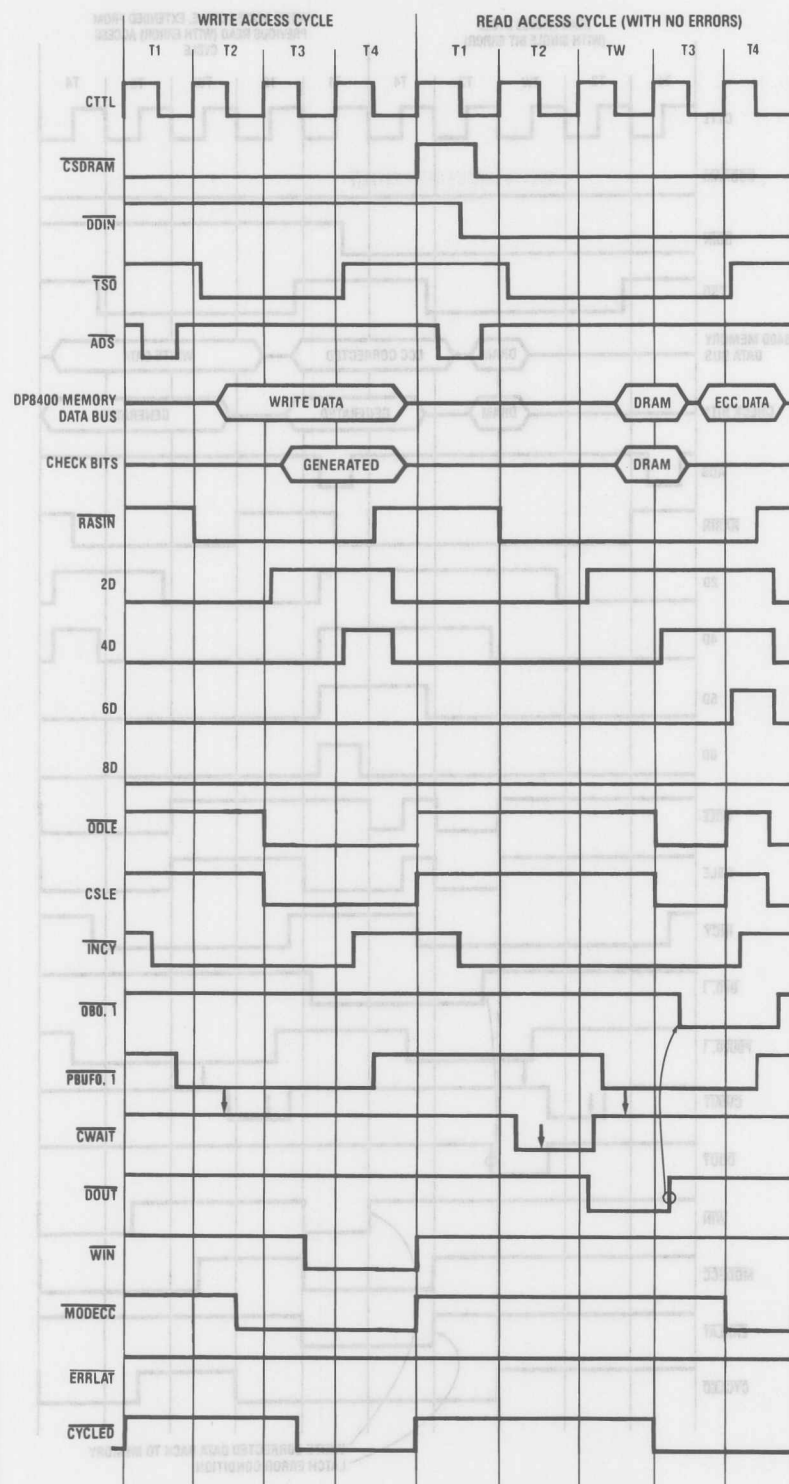 WRITE ACCESS CYCLE
READ ACCESS CYCLE (WITH NO ERRORS)
T1 T2 T3 T4 T1 T2 TW T3 T4
CTTL
CSDRAM
DDIN
TSO
ADS
DP8400 MEMORY
DATA BUS
WRITE DATA
DRAM
ECC DATA
CHECK BITS
GENERATED
DRAM
RASIN
2D
4D
6D
8D
ODLE
CSLE
INCY
OB0. 1
PBUF0. 1
CWAIT
DOUT
WIN
MODECC
ERRLAT
CYCLED